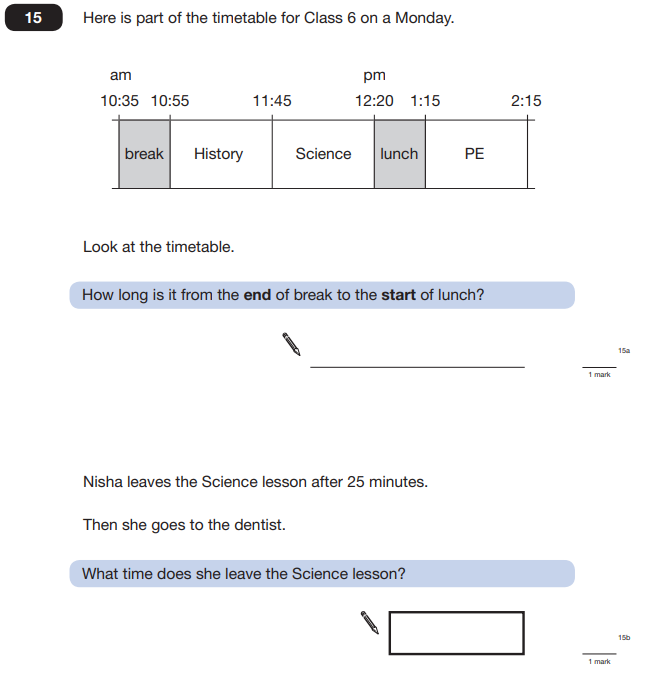 15
Here is part of the timetable for Class 6 on a Monday.
am pm
10:35 10:55 11:45 12:20 1:15 2:15
break History Science lunch PE
Look at the timetable.
How long is it from the end of break to the start of lunch?
15a
1 mark
Nisha leaves the Science lesson after 25 minutes.
Then she goes to the dentist.
What time does she leave the Science lesson?
15b
1 mark